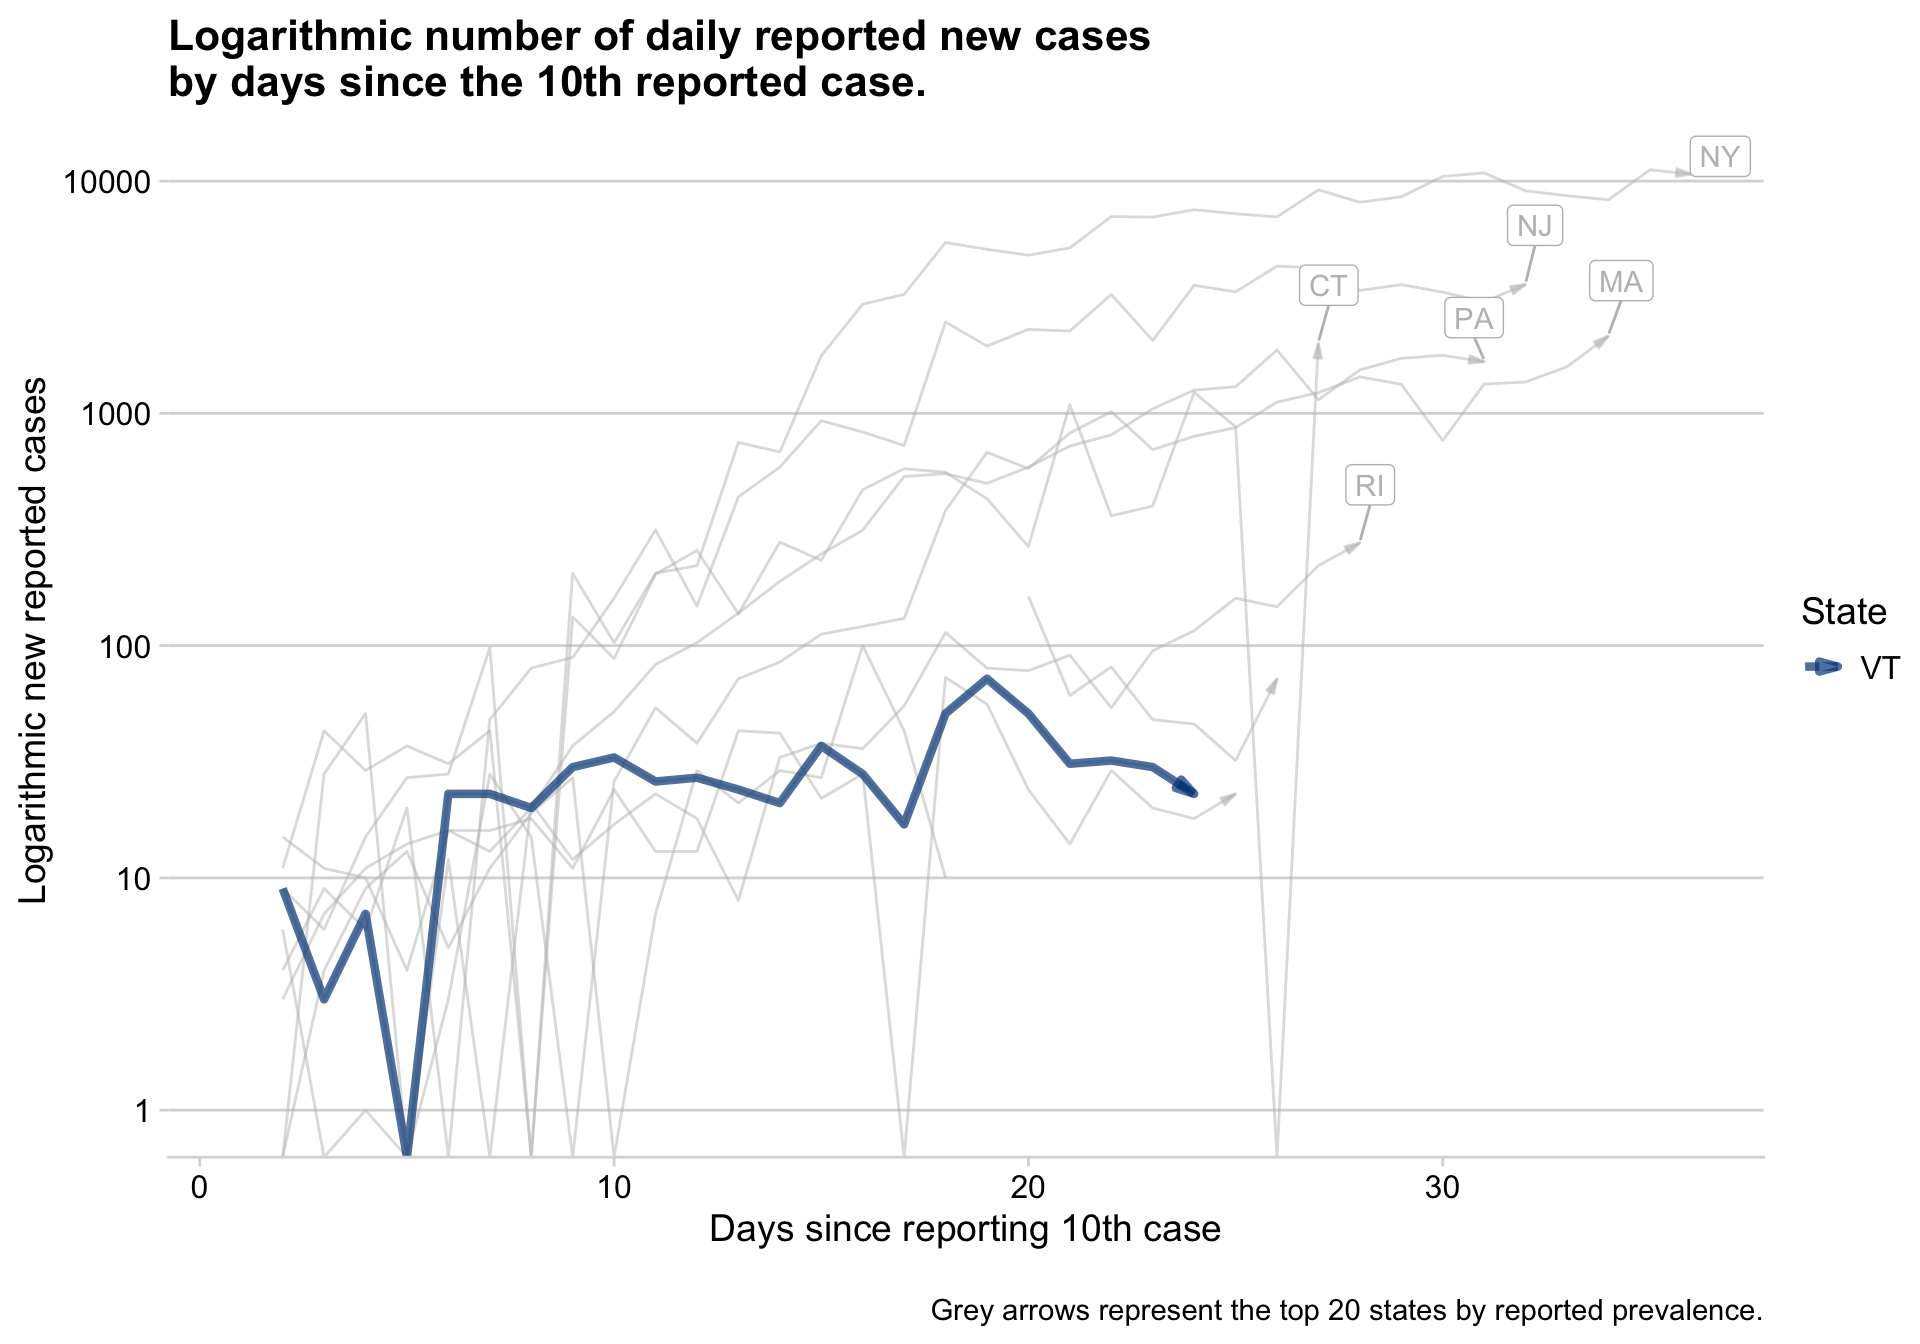 Logarithmic number of daily reported new cases
by days since the 10th reported case.
NY
10000
NJ
MA
CT
PA
1000
RI
Logarithmic new reported cases
State
100
VT
10
1
0
10
20
30
Days since reporting 10th case
Grey arrows represent the top 20 states by reported prevalence.